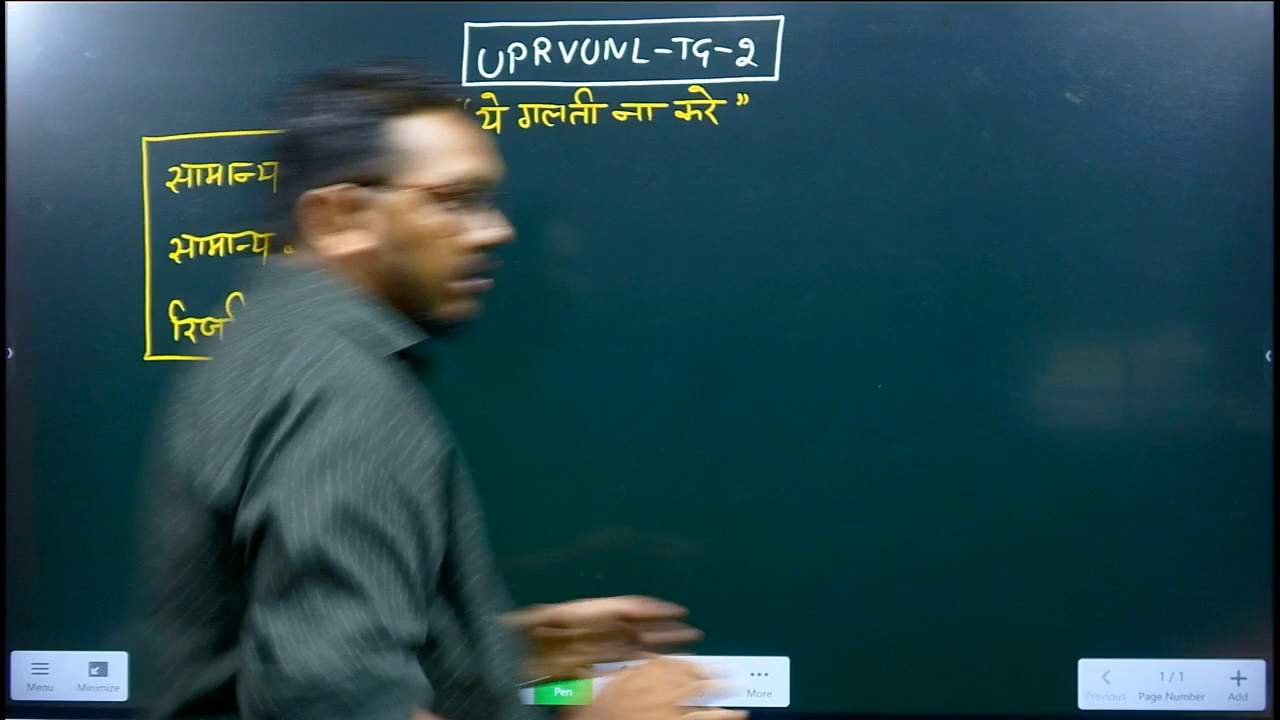 UPRVUNL-TG-2
"ये गलती ना करे"
सामान्य
सामान्य
Menu
Minimize
Pen
More
Previous
1/1
Page Number
Add